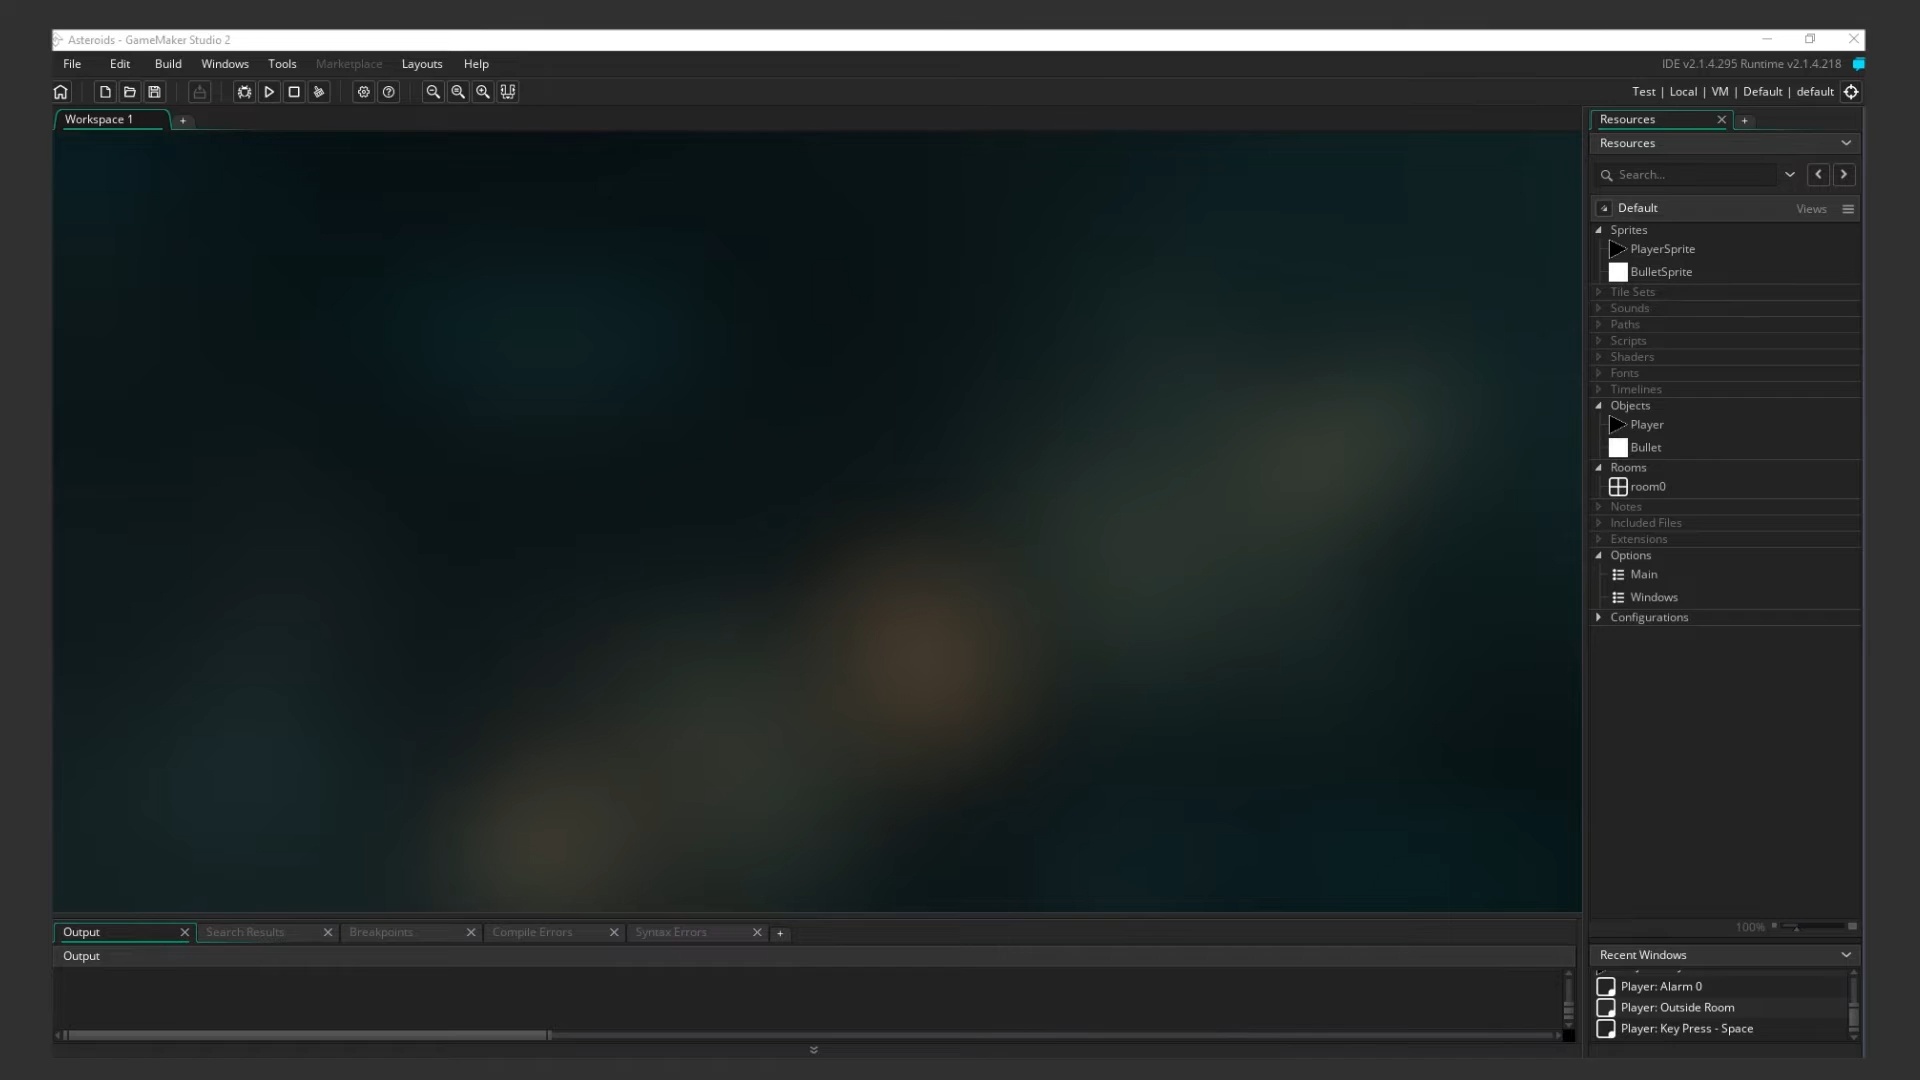 Asteroids - GameMaker Studio 2
File Edit Build Windows Tools Marketplace Layouts Help
IDE v2.1.4.295 Runtime v2.1.4.218
Test | Local | VM | Default | default
Workspace 1 +
Resources +
Resources
Search...
Default Views
Sprites
PlayerSprite
BulletSprite
Tile Sets
Sounds
Paths
Scripts
Shaders
Fonts
Timelines
Objects
Player
Bullet
Rooms
room0
Notes
Included Files
Extensions
Options
Main
Windows
Configurations
100%
Output Search Results Breakpoints Compile Errors Syntax Errors +
Output
Recent Windows
Player: Alarm 0
Player: Outside Room
Player: Key Press - Space